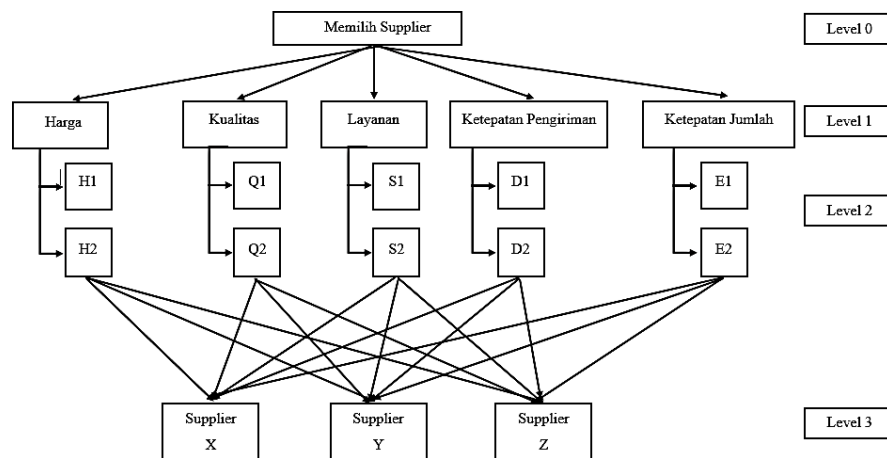 Memilih Supplier
Level 0
Harga
Kualitas
Layanan
Ketepatan Pengiriman
Ketepatan Jumlah
Level 1
H1
Q1
S1
D1
E1
Level 2
H2
Q2
S2
D2
E2
Supplier
X
Supplier
Y
Supplier
Z
Level 3